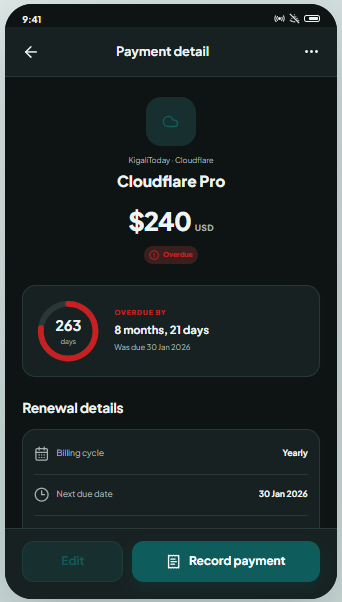 9:41
Payment detail
KigaliToday · Cloudflare
Cloudflare Pro
$240 USD
Overdue
263
days
OVERDUE BY
8 months, 21 days
Was due 30 Jan 2026
Renewal details
Billing cycle Yearly
Next due date 30 Jan 2026
Edit Record payment